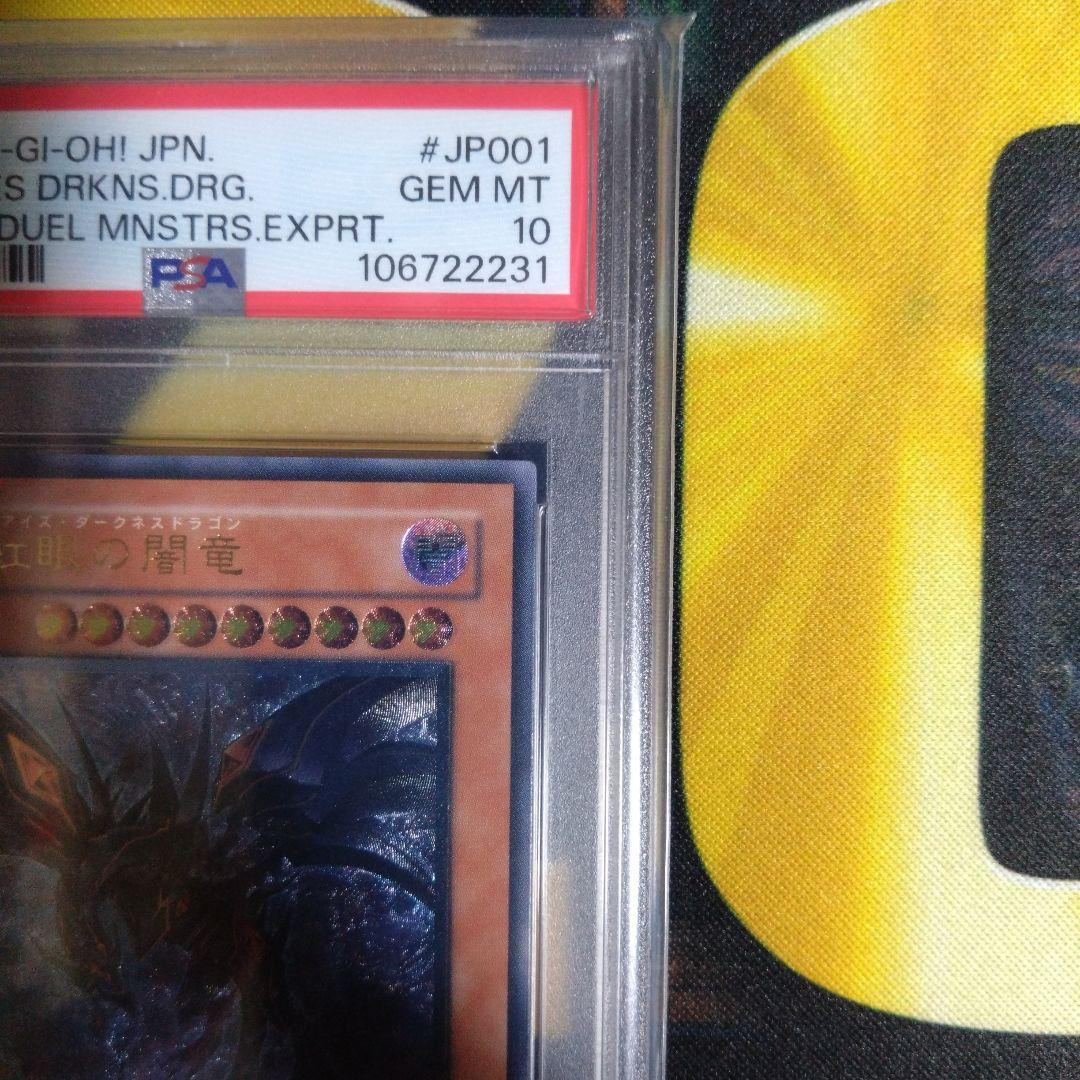 -GI-OH! JPN. #JP001
ES DRKNS.DRG. GEM MT
DUEL MNSTRS.EXPRT. 10
PSA 106722231
アイズ・ダークネスドラゴン
眼の闇竜
闇